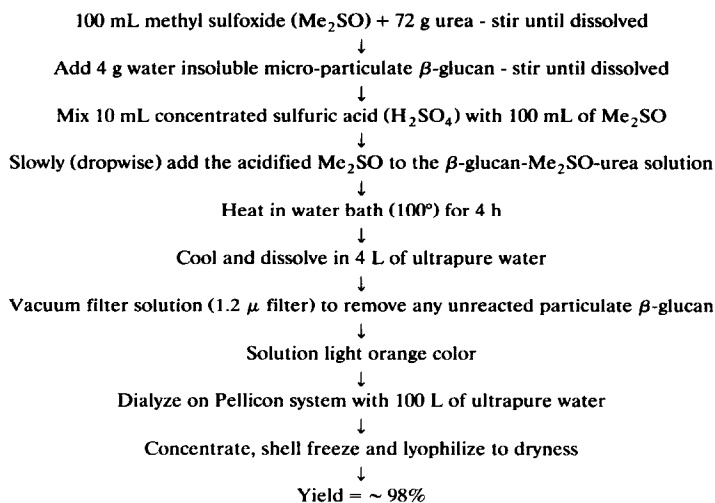 100 mL methyl sulfoxide (Me₂SO) + 72 g urea - stir until dissolved
↓
Add 4 g water insoluble micro-particulate β-glucan - stir until dissolved
↓
Mix 10 mL concentrated sulfuric acid (H₂SO₄) with 100 mL of Me₂SO
↓
Slowly (dropwise) add the acidified Me₂SO to the β-glucan-Me₂SO-urea solution
↓
Heat in water bath (100°) for 4 h
↓
Cool and dissolve in 4 L of ultrapure water
↓
Vacuum filter solution (1.2 μ filter) to remove any unreacted particulate β-glucan
↓
Solution light orange color
↓
Dialyze on Pellicon system with 100 L of ultrapure water
↓
Concentrate, shell freeze and lyophilize to dryness
↓
Yield = ~ 98%